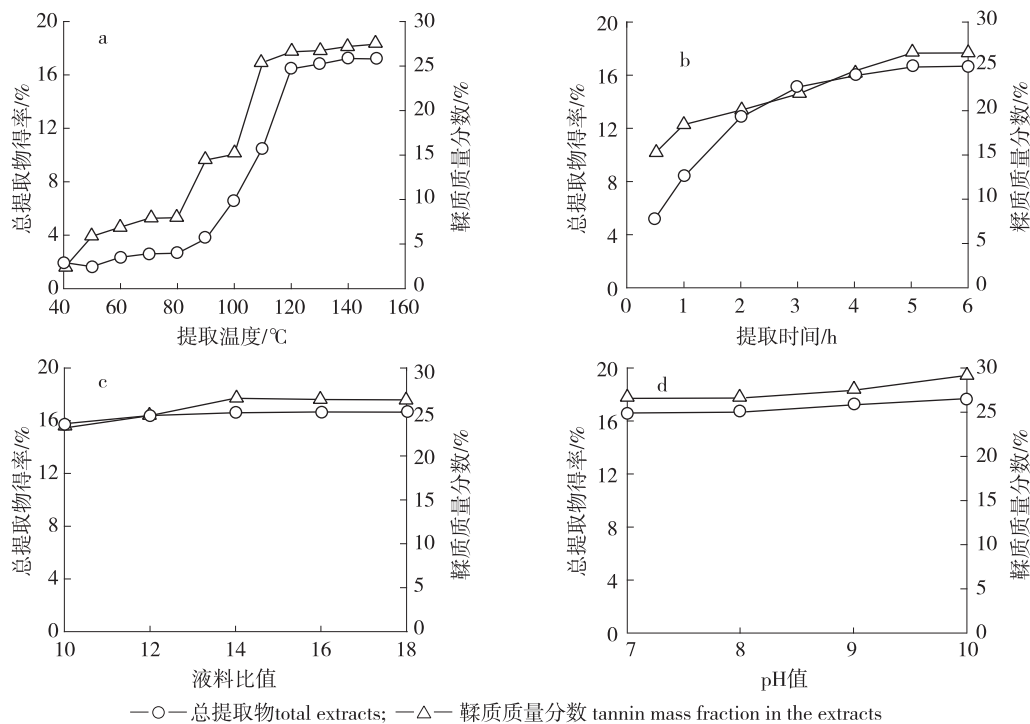 a
20
16
12
8
4
0
总提取物得率/%
30
25
20
15
10
5
0
鞣质质量分数/%
40 60 80 100 120 140 160
提取温度/℃
b
20
16
12
8
4
0
总提取物得率/%
30
25
20
15
10
5
0
糅质质量分数/%
0 1 2 3 4 5 6
提取时间/h
c
20
16
12
8
4
0
总提取物得率/%
30
25
20
15
10
5
0
鞣质质量分数/%
10 12 14 16 18
液料比值
d
20
16
12
8
4
0
总提取物得率/%
30
25
20
15
10
5
0
鞣质质量分数/%
7 8 9 10
pH值
总提取物total extracts; 鞣质质量分数 tannin mass fraction in the extracts